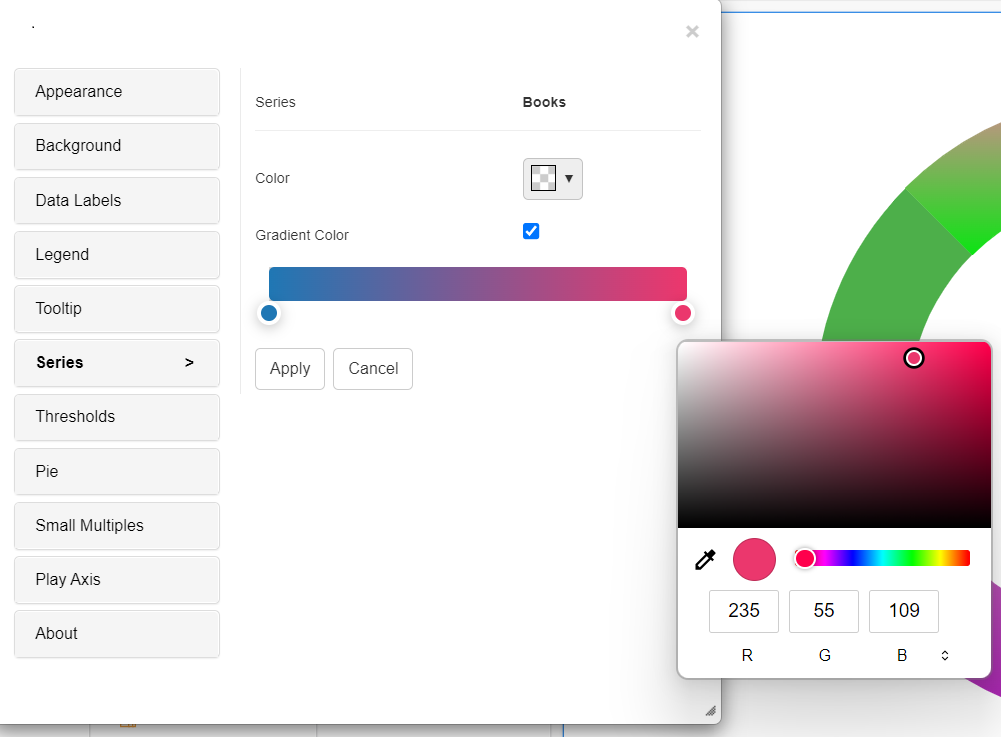 .
×
Appearance
Background
Data Labels
Legend
Tooltip
Series >
Thresholds
Pie
Small Multiples
Play Axis
About
Series Books
Color ▼
Gradient Color
Apply Cancel
235 55 109
R G B